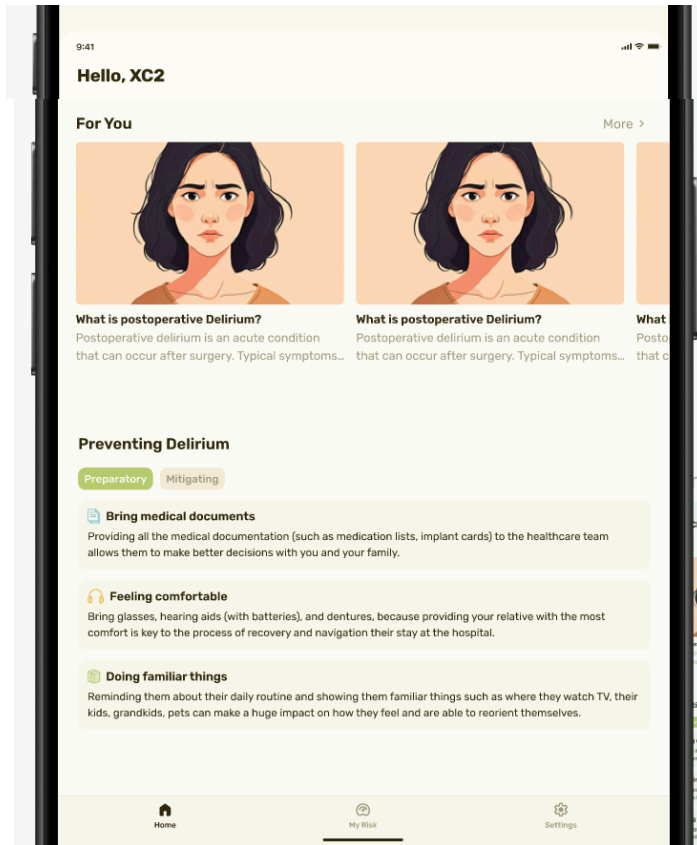 9:41
Hello, XC2
For You
More >
What is postoperative Delirium?
Postoperative delirium is an acute condition
that can occur after surgery. Typical symptoms...
What is postoperative Delirium?
Postoperative delirium is an acute condition
that can occur after surgery. Typical symptoms...
What
that
Preventing Delirium
Preparatory
Mitigating
Bring medical documents
Providing all the medical documentation (such as medication lists, implant cards) to the healthcare team
allows them to make better decisions with you and your family.
Feeling comfortable
Bring glasses, hearing aids (with batteries), and dentures, because providing your relative with the most
comfort is key to the process of recovery and navigation their stay at the hospital.
Doing familiar things
Reminding them about their daily routine and showing them familiar things such as where they watch TV, their
kids, grandkids, pets can make a huge impact on how they feel and are able to reorient themselves.
Home
My Risk
Settings